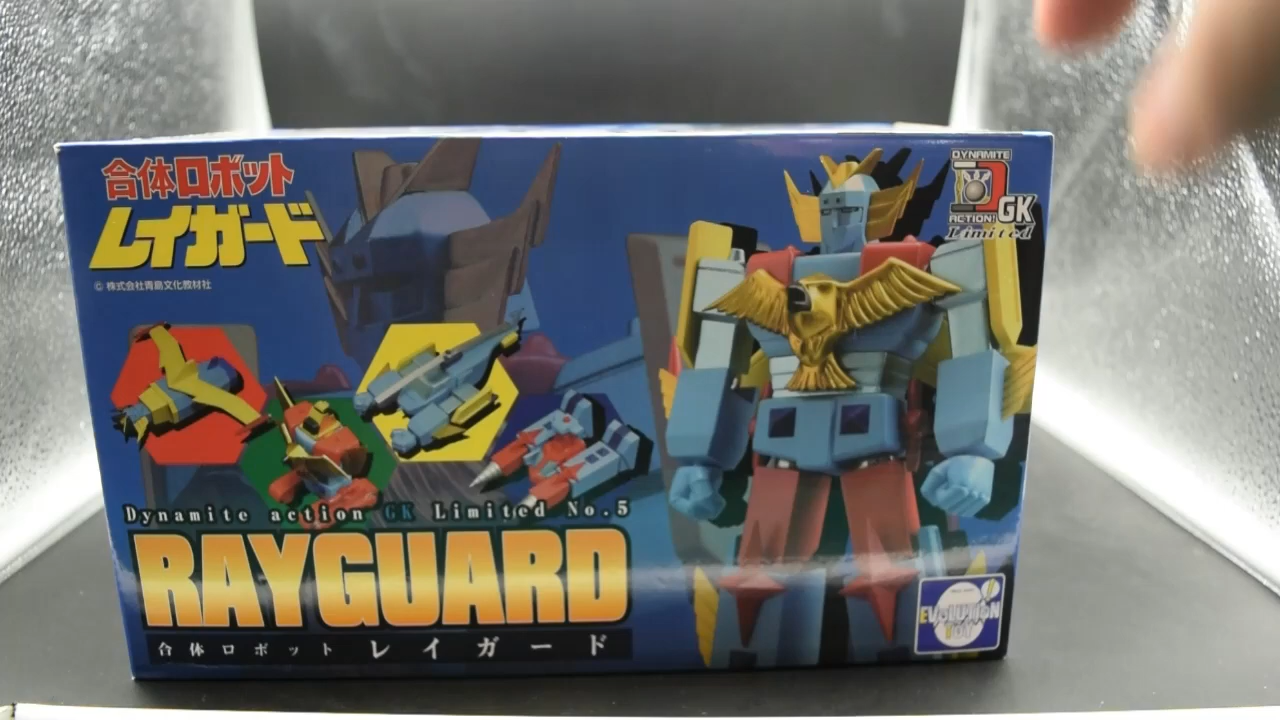 合体ロボット
レイガード
© 株式会社青島文化教材社
DYNAMITE
D
ACTION! GK
Limited
Dynamite action GK Limited No.5
RAYGUARD
合体ロボット レイガード
EVOLUTION
TOY